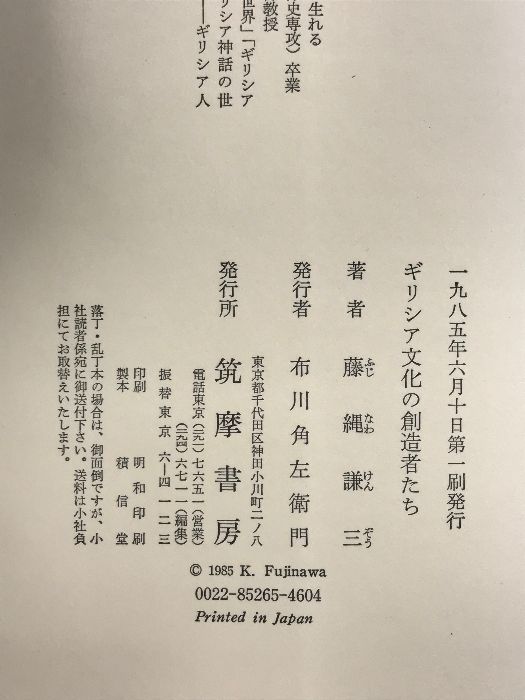 生れる
史専攻）卒業
教授
世界」「ギリシア
リシア神話の世
――ギリシア人
一九八五年六月十日第一刷発行
ギリシア文化の創造者たち
著者 藤縄謙三
ふじ なわ けん ぞう
発行者 布川角左衛門
発行所 筑摩書房
東京都千代田区神田小川町二ノ八
電話東京（二九一）七六五一（営業）
（二九四）六七一一（編集）
振替東京六―四一二三
印刷 明和印刷
製本 積信堂
落丁・乱丁本の場合は、御面倒ですが、小
社読者係宛に御送付下さい。送料は小社負
担にてお取替えいたします。
© 1985 K. Fujinawa
0022-85265-4604
Printed in Japan